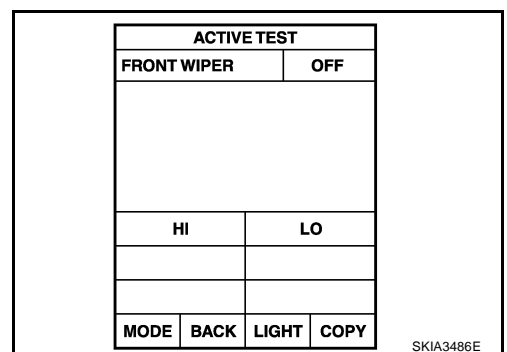 ACTIVE TEST
FRONT WIPER OFF
HI LO
MODE BACK LIGHT COPY
SKIA3486E